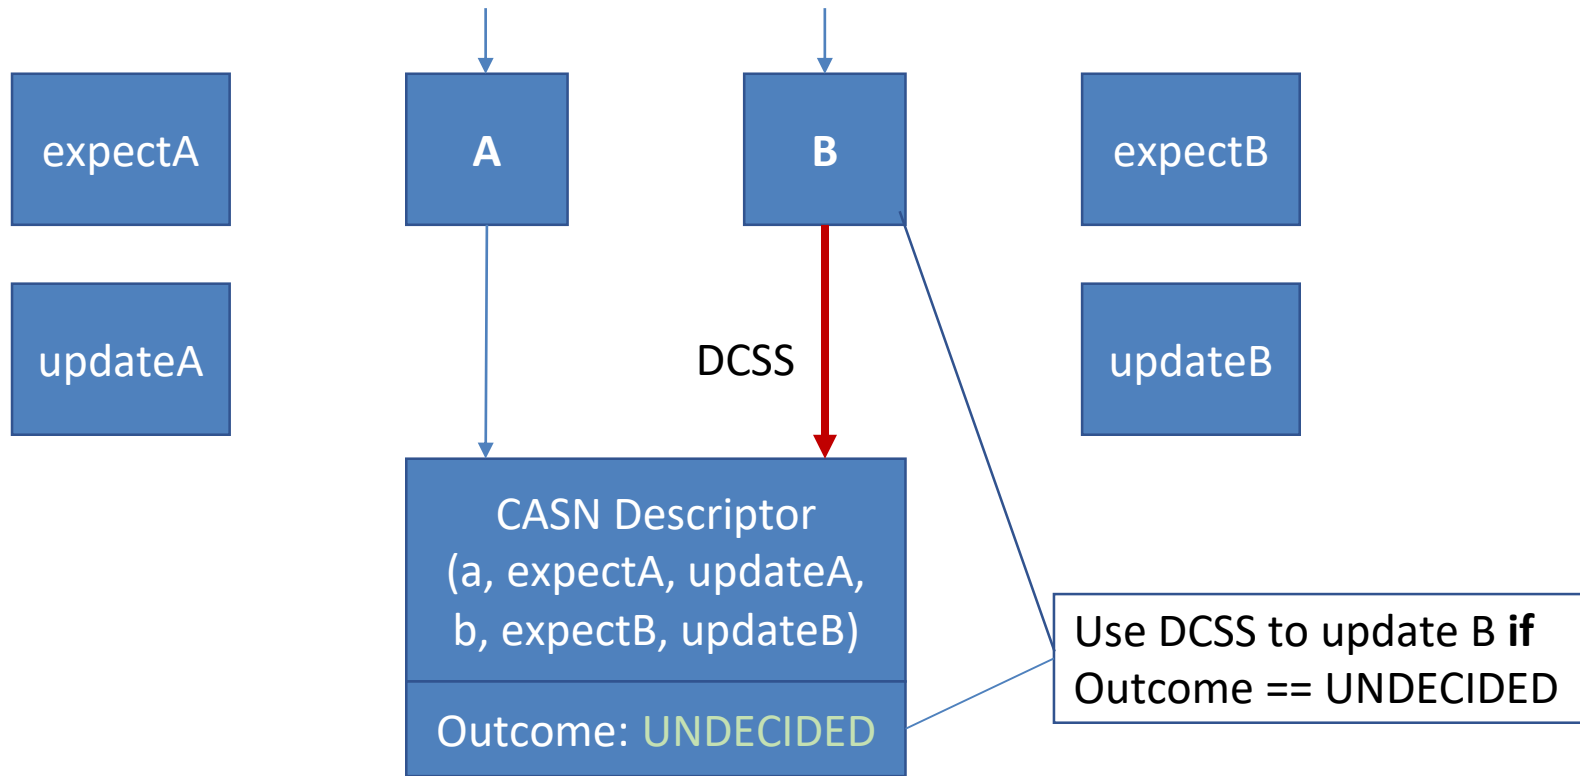 expectA
A
B
expectB
updateA
DCSS
updateB
CASN Descriptor
(a, expectA, updateA,
b, expectB, updateB)
Use DCSS to update B if
Outcome == UNDECIDED
Outcome: UNDECIDED